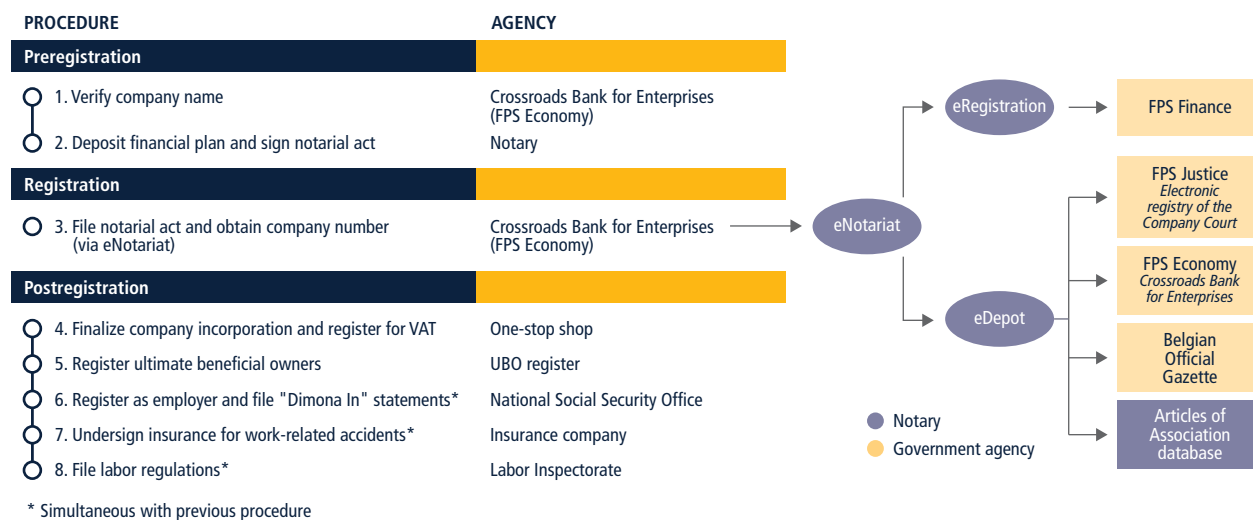 PROCEDURE
AGENCY
Preregistration
1. Verify company name
Crossroads Bank for Enterprises
(FPS Economy)
2. Deposit financial plan and sign notarial act
Notary
Registration
3. File notarial act and obtain company number
(via eNotariat)
Crossroads Bank for Enterprises
(FPS Economy)
Postregistration
4. Finalize company incorporation and register for VAT
One-stop shop
5. Register ultimate beneficial owners
UBO register
6. Register as employer and file "Dimona In" statements*
National Social Security Office
7. Undersign insurance for work-related accidents*
Insurance company
8. File labor regulations*
Labor Inspectorate
* Simultaneous with previous procedure
eNotariat
eRegistration
FPS Finance
eDepot
FPS Justice
Electronic
registry of the
Company Court
FPS Economy
Crossroads Bank
for Enterprises
Belgian
Official
Gazette
Articles of
Association
database
Notary
Government agency